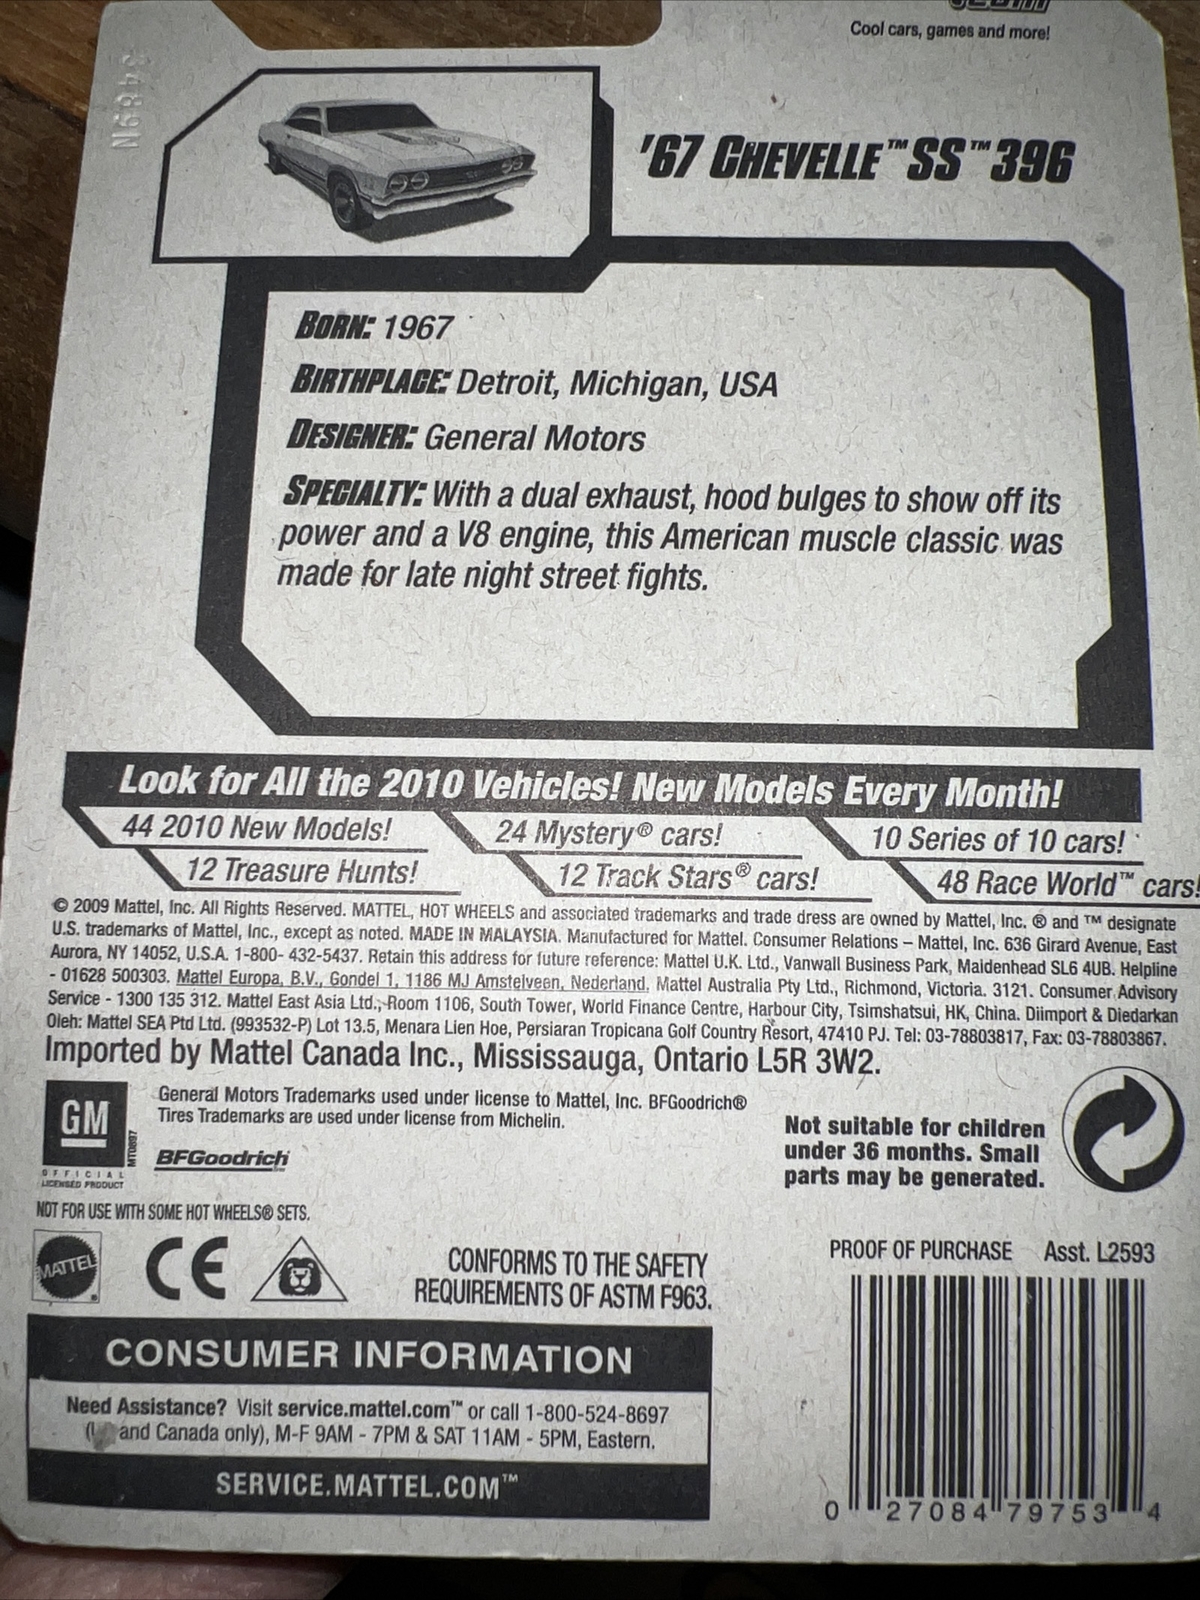 Cool cars, games and more!
'67 CHEVELLE™ SS™ 396
BORN: 1967
BIRTHPLACE: Detroit, Michigan, USA
DESIGNER: General Motors
SPECIALTY: With a dual exhaust, hood bulges to show off its
power and a V8 engine, this American muscle classic was
made for late night street fights.
Look for All the 2010 Vehicles! New Models Every Month!
44 2010 New Models!
24 Mystery® cars!
10 Series of 10 cars!
12 Treasure Hunts!
12 Track Stars® cars!
48 Race World™ cars!
© 2009 Mattel, Inc. All Rights Reserved. MATTEL, HOT WHEELS and associated trademarks and trade dress are owned by Mattel, Inc. ® and ™ designate
U.S. trademarks of Mattel, Inc., except as noted. MADE IN MALAYSIA. Manufactured for Mattel. Consumer Relations – Mattel, Inc. 636 Girard Avenue, East
Aurora, NY 14052, U.S.A. 1-800- 432-5437. Retain this address for future reference: Mattel U.K. Ltd., Vanwall Business Park, Maidenhead SL6 4UB. Helpline
- 01628 500303. Mattel Europa, B.V., Gondel 1, 1186 MJ Amstelveen, Nederland. Mattel Australia Pty Ltd., Richmond, Victoria. 3121. Consumer Advisory
Service - 1300 135 312. Mattel East Asia Ltd., Room 1106, South Tower, World Finance Centre, Harbour City, Tsimshatsui, HK, China. Diimport & Diedarkan
Oleh: Mattel SEA Ptd Ltd. (993532-P) Lot 13.5, Menara Lien Hoe, Persiaran Tropicana Golf Country Resort, 47410 PJ. Tel: 03-78803817, Fax: 03-78803867.
Imported by Mattel Canada Inc., Mississauga, Ontario L5R 3W2.
GM
OFFICIAL
LICENSED PRODUCT
MT0897
General Motors Trademarks used under license to Mattel, Inc. BFGoodrich®
Tires Trademarks are used under license from Michelin.
BFGoodrich
Not suitable for children
under 36 months. Small
parts may be generated.
NOT FOR USE WITH SOME HOT WHEELS® SETS.
MATTEL
CE
CONFORMS TO THE SAFETY
REQUIREMENTS OF ASTM F963.
PROOF OF PURCHASE Asst. L2593
CONSUMER INFORMATION
Need Assistance? Visit service.mattel.com™ or call 1-800-524-8697
and Canada only), M-F 9AM - 7PM & SAT 11AM - 5PM, Eastern.
SERVICE.MATTEL.COM™
0 27084 79753 4